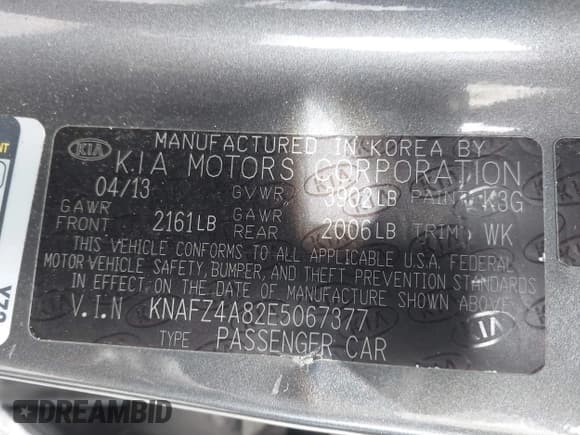 MANUFACTURED IN KOREA BY
KIA KIA MOTORS CORPORATION
04/13 GVWR 3902LB PAINT K3G
GAWR FRONT 2161LB GAWR REAR 2006LB TRIM WK
THIS VEHICLE CONFORMS TO ALL APPLICABLE U.S.A. FEDERAL
MOTOR VEHICLE SAFETY, BUMPER, AND THEFT PREVENTION STANDARDS
IN EFFECT ON THE DATE OF MANUFACTURE SHOWN ABOVE.
V.I.N KNAFZ4A82E5067377
TYPE PASSENGER CAR
DREAMBID